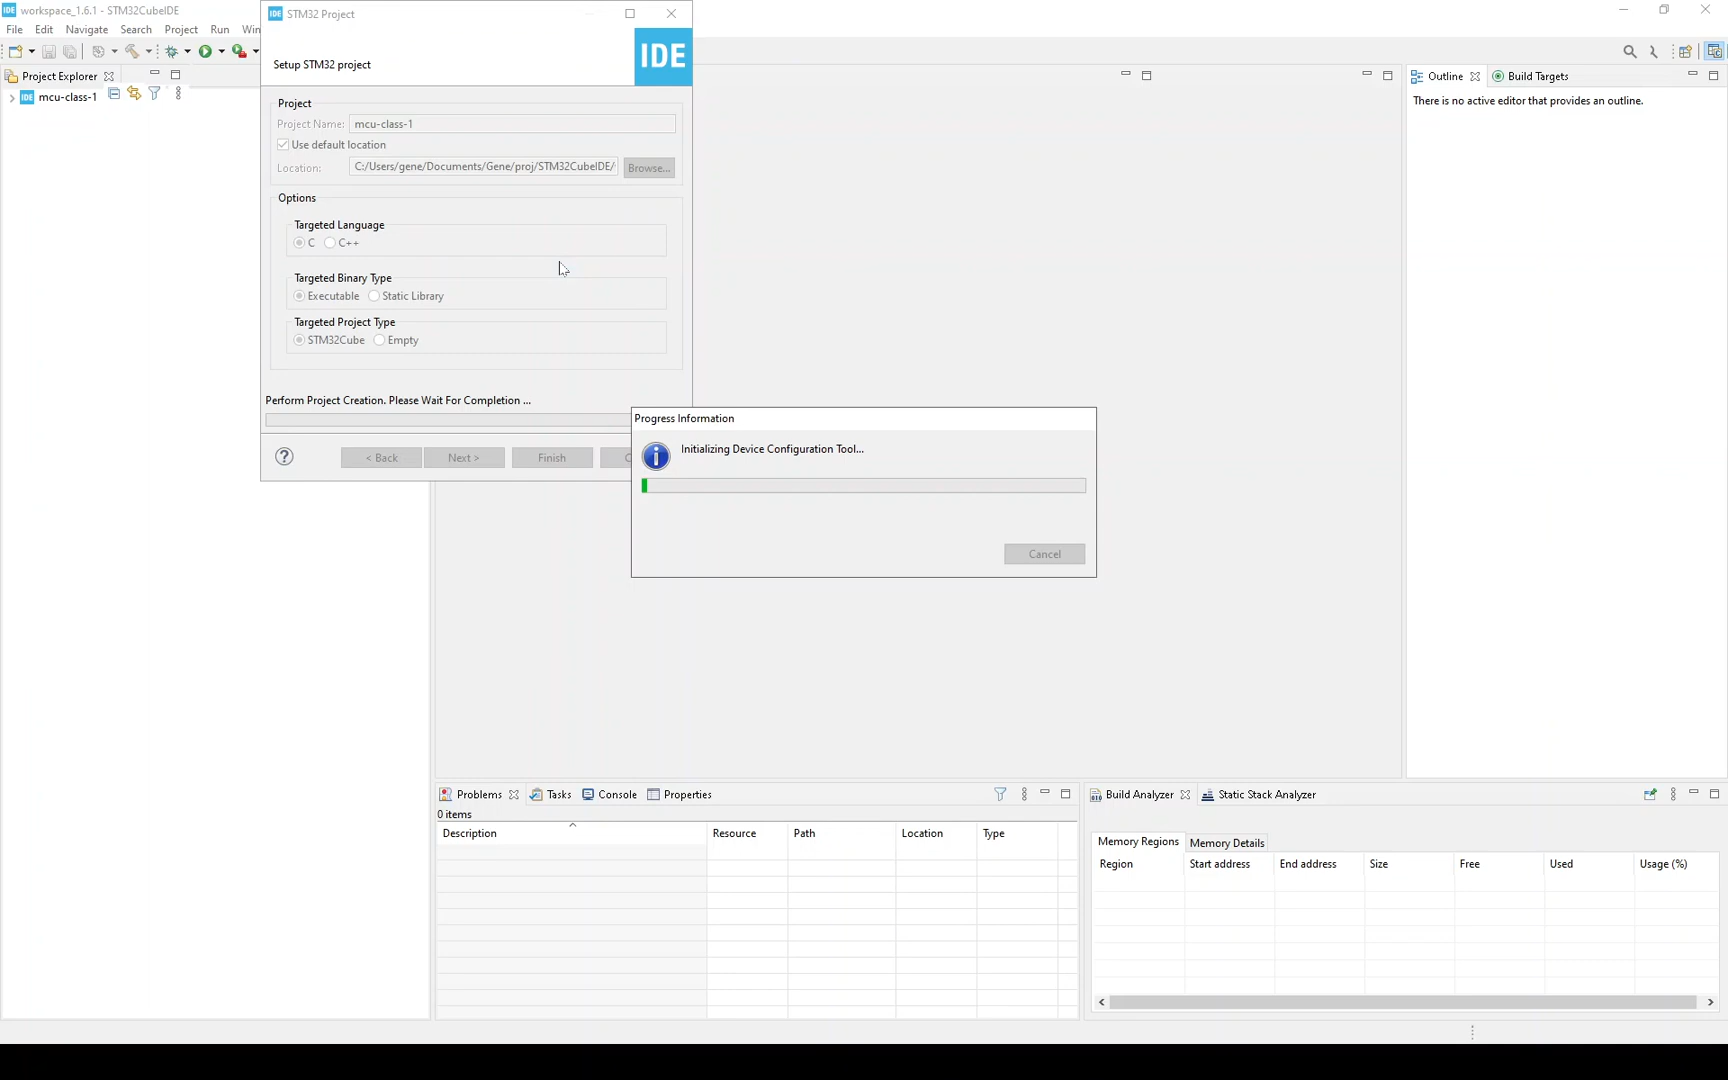 IDE workspace_1.6.1 - STM32CubeIDE
File Edit Navigate Search Project Run Win
Project Explorer
IDE mcu-class-1
IDE STM32 Project
Setup STM32 project
IDE
Project
Project Name: mcu-class-1
Use default location
Location: C:/Users/gene/Documents/Gene/proj/STM32CubeIDE/ Browse...
Options
Targeted Language
C C++
Targeted Binary Type
Executable Static Library
Targeted Project Type
STM32Cube Empty
Perform Project Creation. Please Wait For Completion ...
? < Back Next > Finish C
Progress Information
Initializing Device Configuration Tool...
Cancel
Outline Build Targets
There is no active editor that provides an outline.
Problems Tasks Console Properties
0 items
Description Resource Path Location Type
Build Analyzer Static Stack Analyzer
Memory Regions Memory Details
Region Start address End address Size Free Used Usage (%)